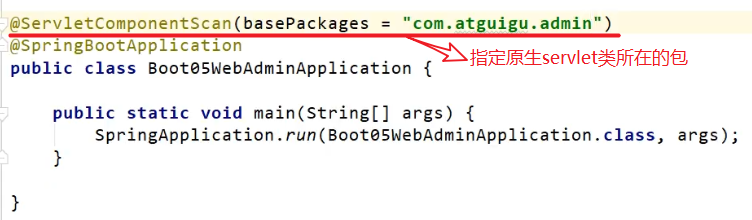 @ServletComponentScan(basePackages = "com.atguigu.admin")
@SpringBootApplication
指定原生servlet类所在的包
public class Boot05WebAdminApplication {
public static void main(String[] args) {
SpringApplication.run(Boot05WebAdminApplication.class, args);
}
}